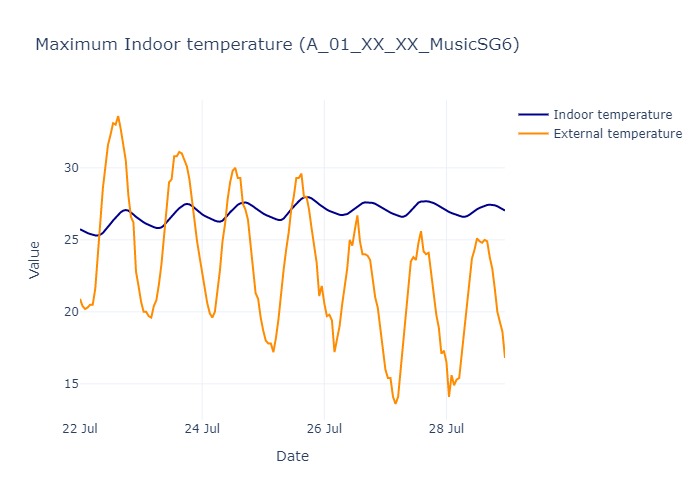 Maximum Indoor temperature (A_01_XX_XX_MusicSG6)
Indoor temperature
External temperature
30
25
20
15
Value
22 Jul
24 Jul
26 Jul
28 Jul
Date